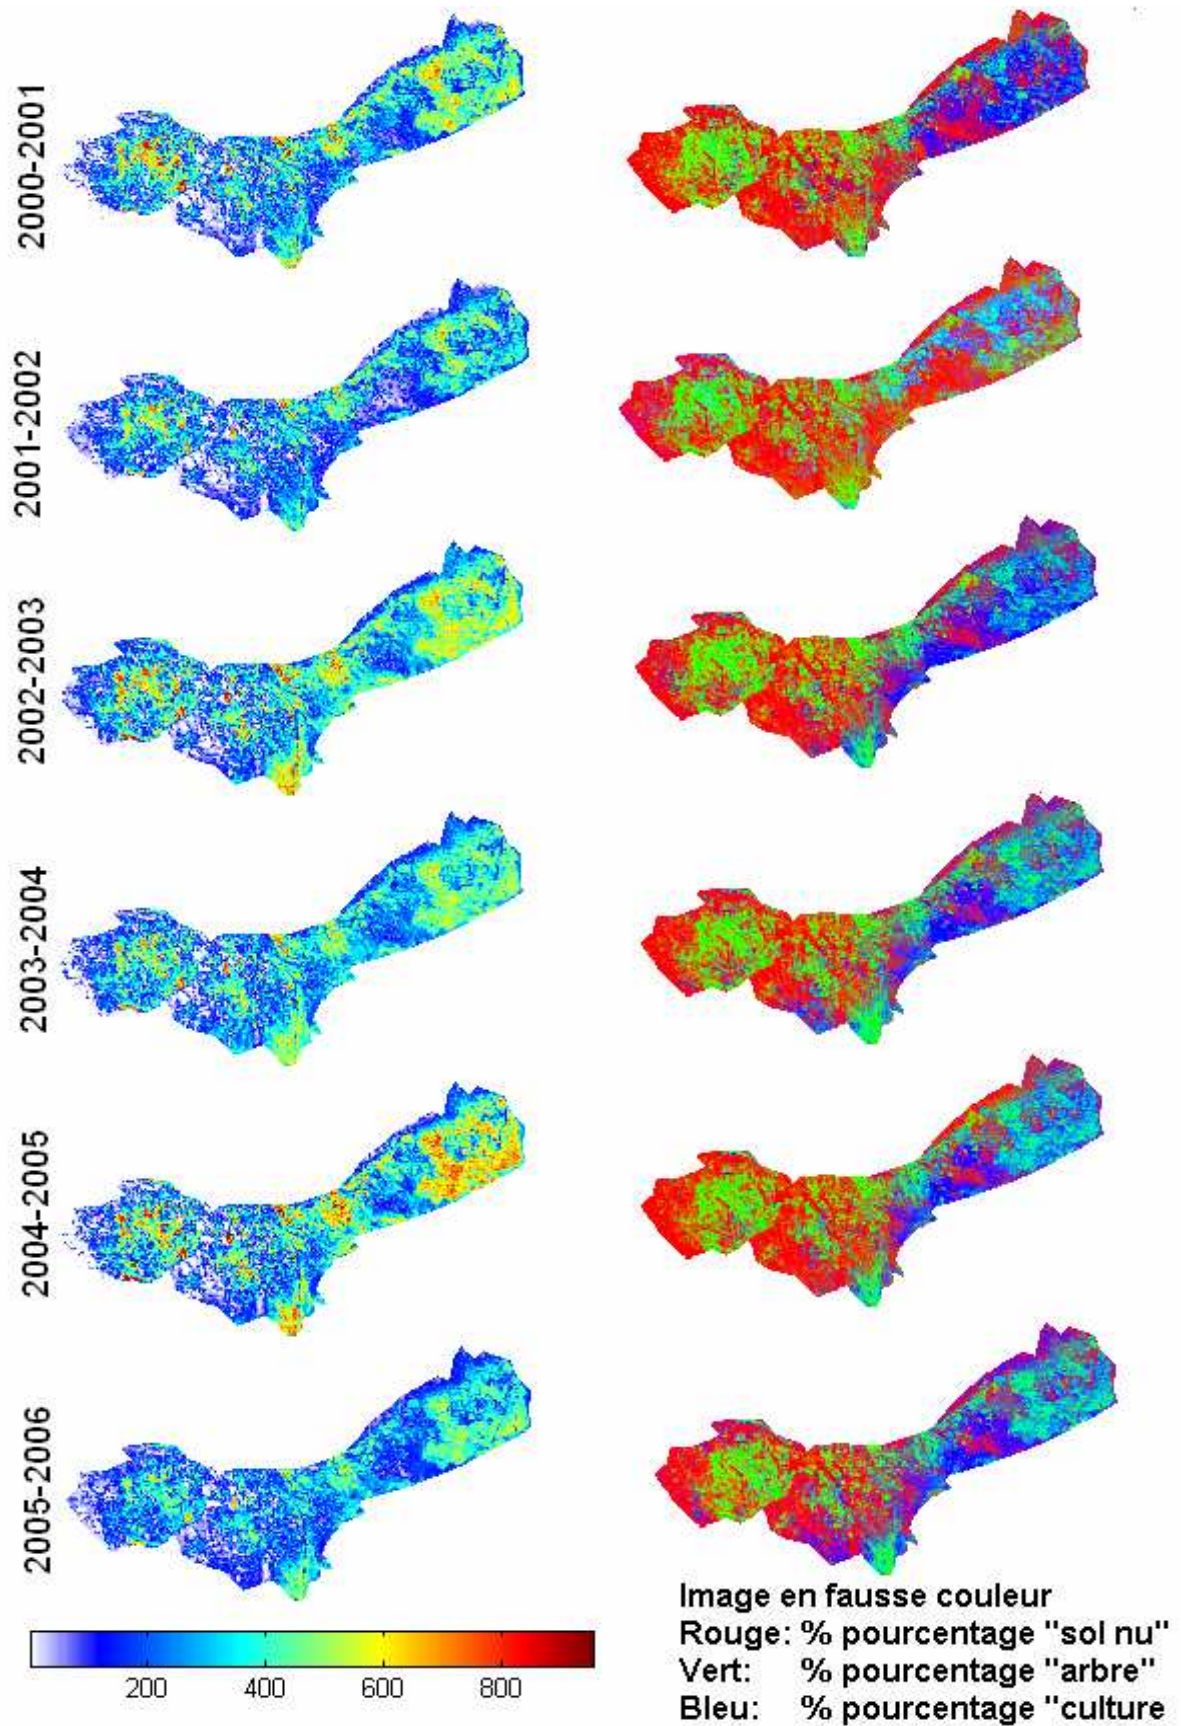 2000-2001
2001-2002
2002-2003
2003-2004
2004-2005
2005-2006
200 400 600 800
Image en fausse couleur
Rouge: % pourcentage "sol nu"
Vert: % pourcentage "arbre"
Bleu: % pourcentage "culture